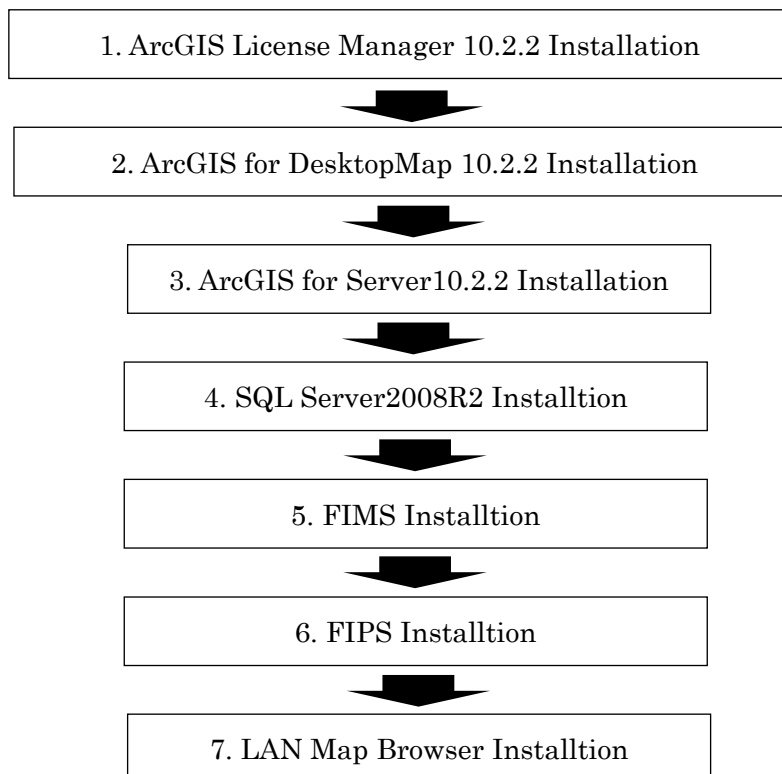 1. ArcGIS License Manager 10.2.2 Installation
2. ArcGIS for DesktopMap 10.2.2 Installation
3. ArcGIS for Server10.2.2 Installation
4. SQL Server2008R2 Installtion
5. FIMS Installtion
6. FIPS Installtion
7. LAN Map Browser Installtion